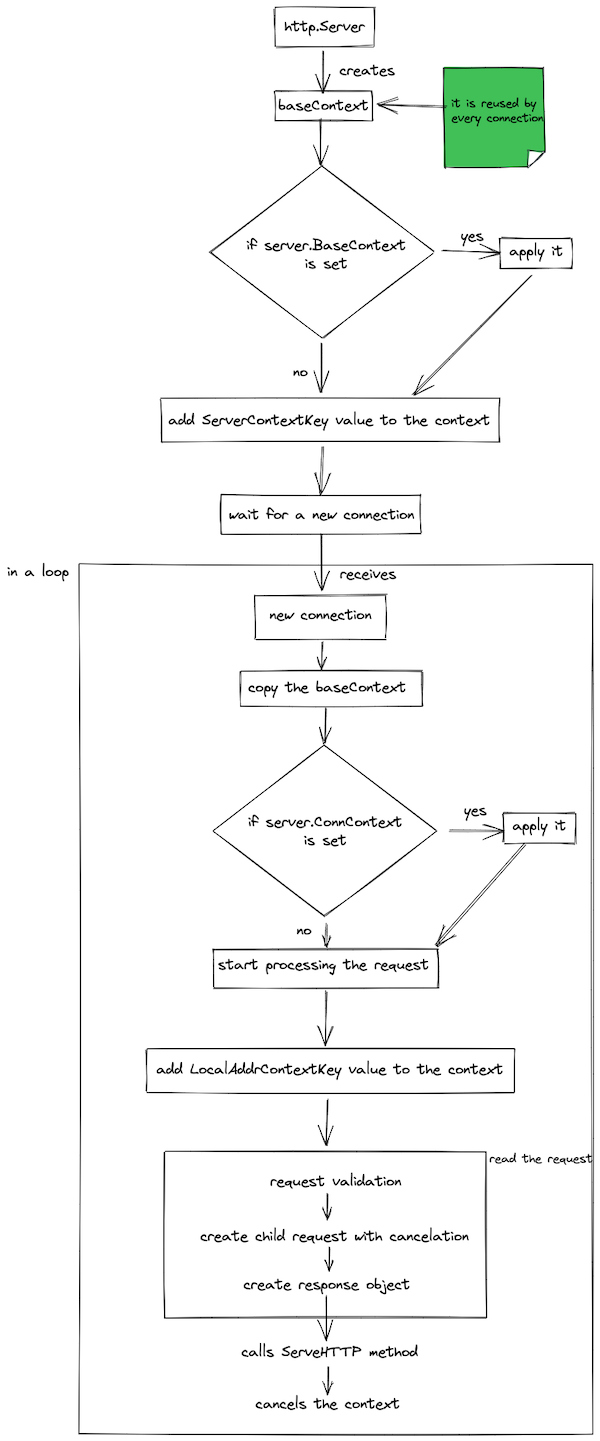 http.Server
creates
baseContext
it is reused by
every connection
if server.BaseContext
is set
yes
apply it
no
add ServerContextKey value to the context
wait for a new connection
in a loop
receives
new connection
copy the baseContext
if server.ConnContext
is set
yes
apply it
no
start processing the request
add LocalAddrContextKey value to the context
read the request
request validation
create child request with cancelation
create response object
calls ServeHTTP method
cancels the context